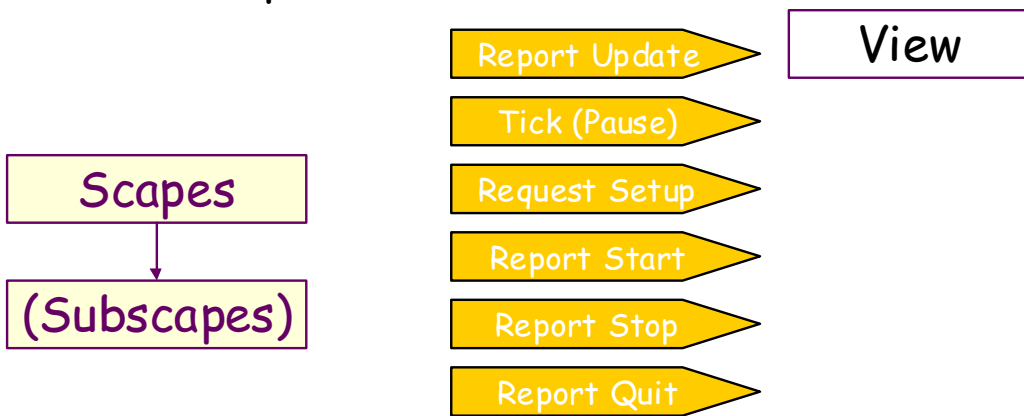 Report Update
View
Tick (Pause)
Scapes
Request Setup
Report Start
(Subscapes)
Report Stop
Report Quit